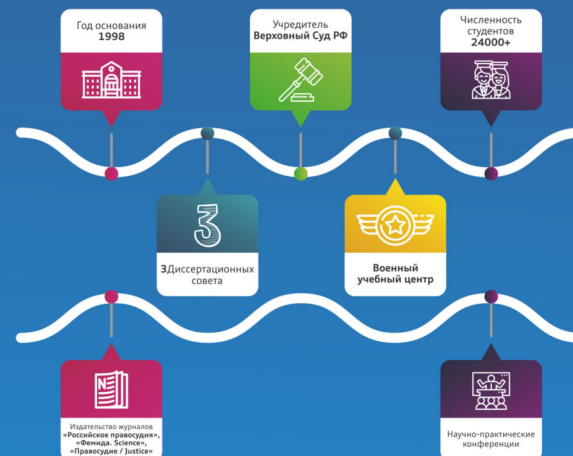 Год основания
1998
Учредитель
Верховный Суд РФ
Численность
студентов
24000+
3
3Диссертационных
совета
Военный
учебный центр
N
Издательство журналов
«Российское правосудия»,
«Фемида. Science»,
«Правосудие / Justice»
Научно-практические
конференции